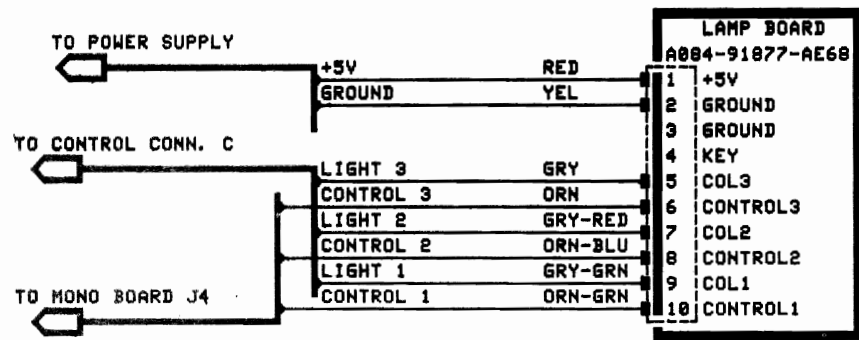 LAMP BOARD
A084-91877-AE68
TO POWER SUPPLY
+5V RED 1 +5V
GROUND YEL 2 GROUND
3 GROUND
TO CONTROL CONN. C
4 KEY
LIGHT 3 GRY 5 COL3
CONTROL 3 ORN 6 CONTROL3
LIGHT 2 GRY-RED 7 COL2
CONTROL 2 ORN-BLU 8 CONTROL2
LIGHT 1 GRY-GRN 9 COL1
TO MONO BOARD J4
CONTROL 1 ORN-GRN 10 CONTROL1